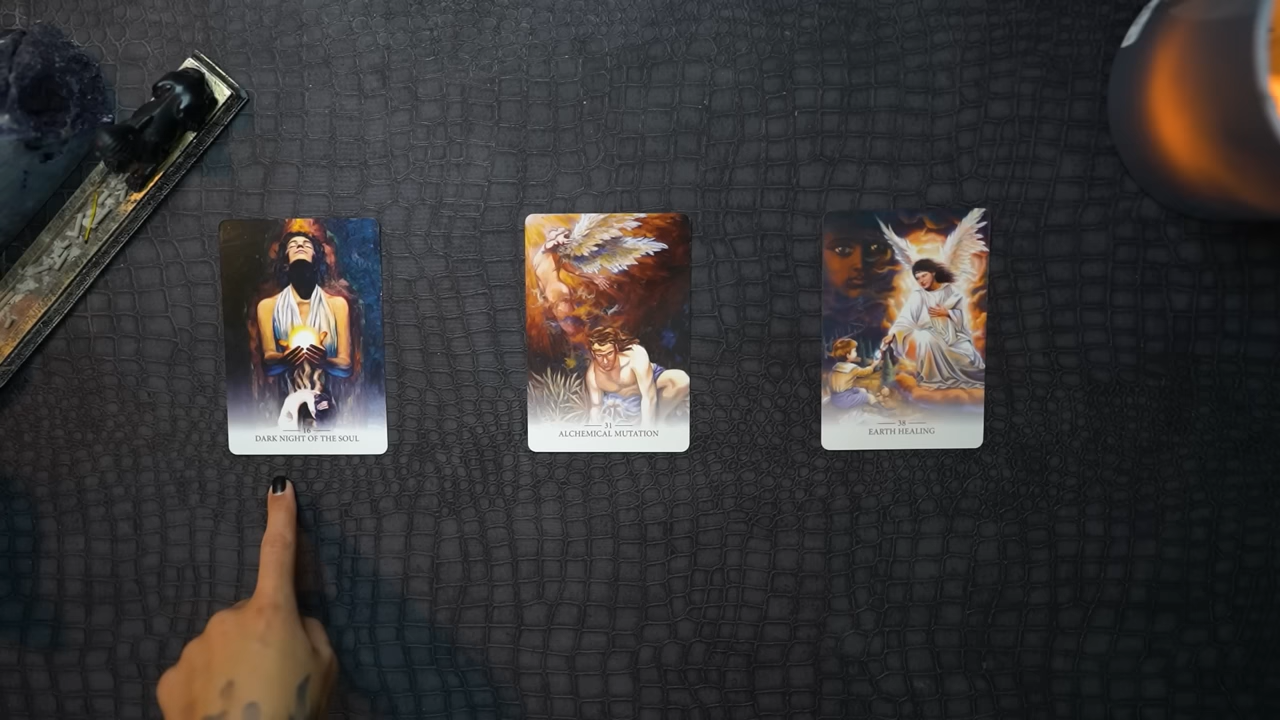 16
DARK NIGHT OF THE SOUL
31
ALCHEMICAL MUTATION
38
EARTH HEALING